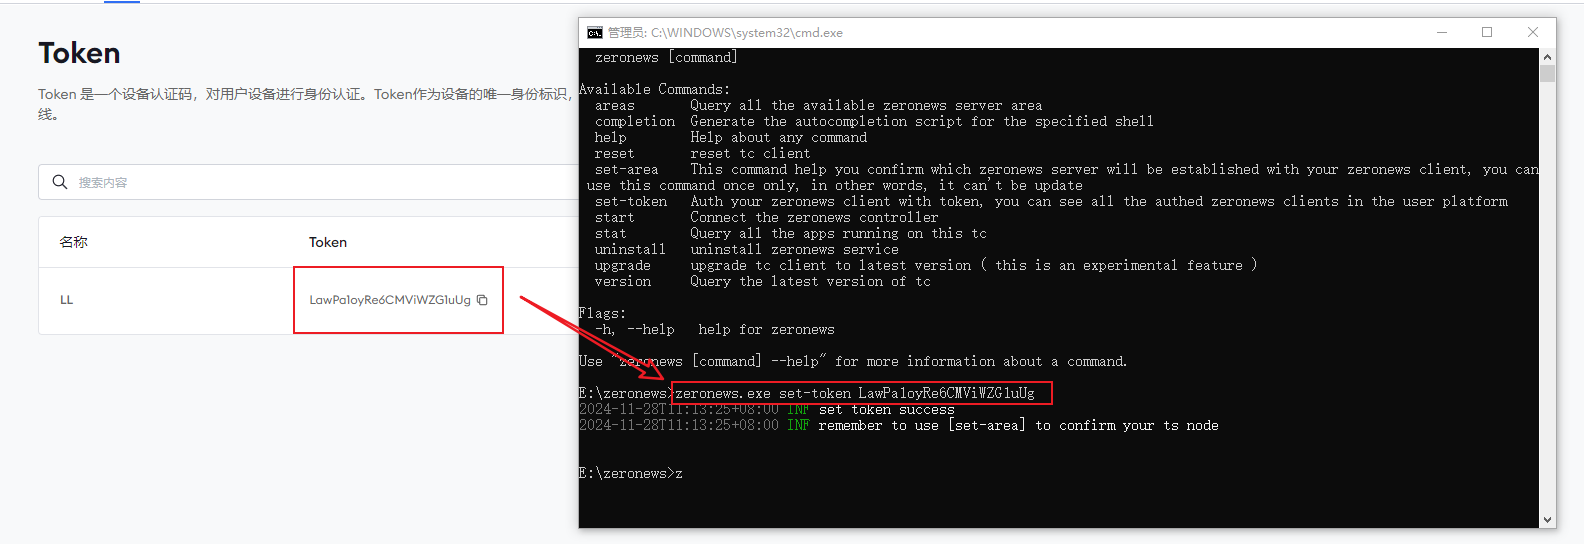 Token
Token 是一个设备认证码，对用户设备进行身份认证。Token作为设备的唯一身份标识，
线。
搜索内容
名称 Token
LL LawPa1oyRe6CMViWZG1uUg
管理员: C:\WINDOWS\system32\cmd.exe
zeronews [command]
Available Commands:
areas Query all the available zeronews server area
completion Generate the autocompletion script for the specified shell
help Help about any command
reset reset tc client
set-area This command help you confirm which zeronews server will be established with your zeronews client, you can
use this command once only, in other words, it can't be update
set-token Auth your zeronews client with token, you can see all the authed zeronews clients in the user platform
start Connect the zeronews controller
stat Query all the apps running on this tc
uninstall uninstall zeronews service
upgrade upgrade tc client to latest version ( this is an experimental feature )
version Query the latest version of tc
Flags:
-h, --help help for zeronews
Use "zeronews [command] --help" for more information about a command.
E:\zeronews>zeronews.exe set-token LawPa1oyRe6CMViWZG1uUg
2024-11-28T11:13:25+08:00 INF set token success
2024-11-28T11:13:25+08:00 INF remember to use [set-area] to confirm your ts node
E:\zeronews>z